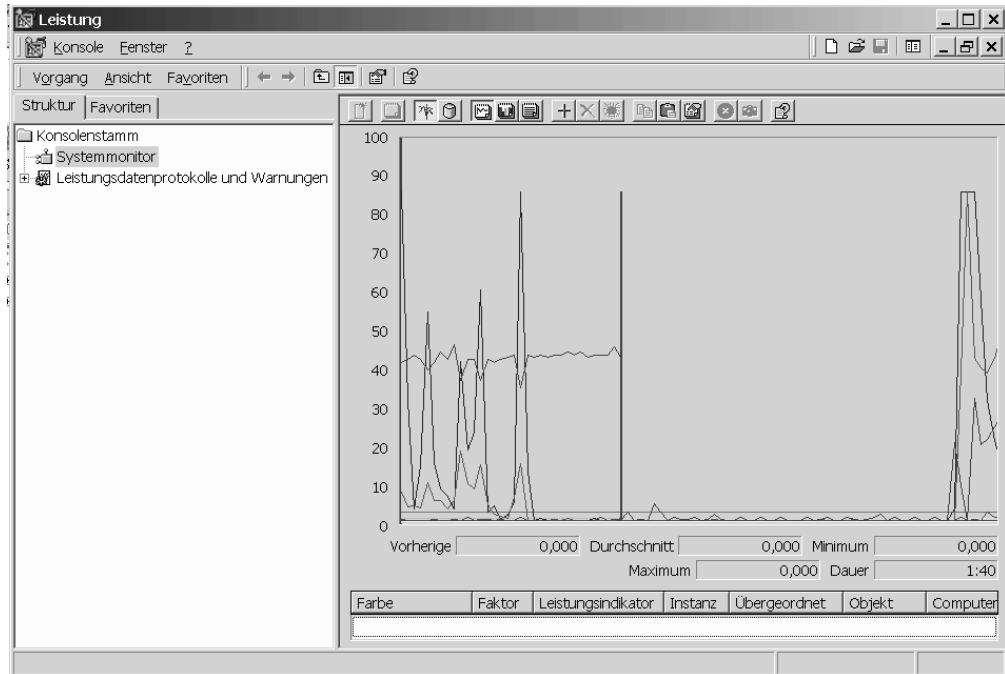 Leistung
Konsole Fenster ?
Vorgang Ansicht Favoriten
Struktur Favoriten
Konsolenstamm
Systemmonitor
Leistungsdatenprotokolle und Warnungen
100
90
80
70
60
50
40
30
20
10
0
Vorherige 0,000 Durchschnitt 0,000 Minimum 0,000
Maximum 0,000 Dauer 1:40
Farbe Faktor Leistungsindikator Instanz Übergeordnet Objekt Computer